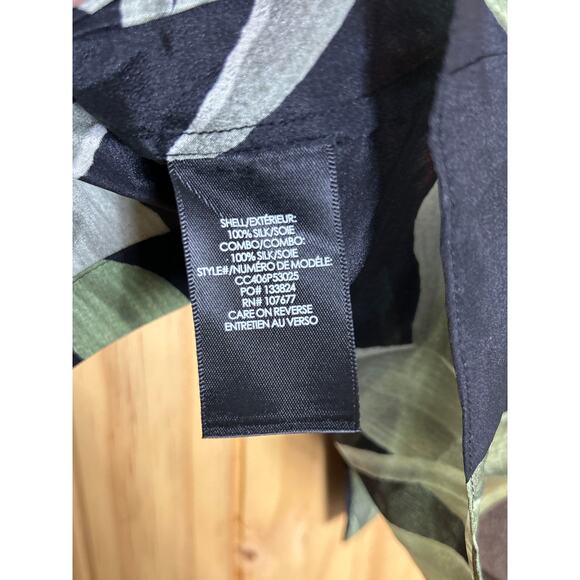 SHELL/EXTÉRIEUR:
100% SILK/SOIE
COMBO/COMBO:
100% SILK/SOIE
STYLE#/NUMÉRO DE MODÈLE:
CC406P53025
PO# 133824
RN# 107677
CARE ON REVERSE
ENTRETIEN AU VERSO